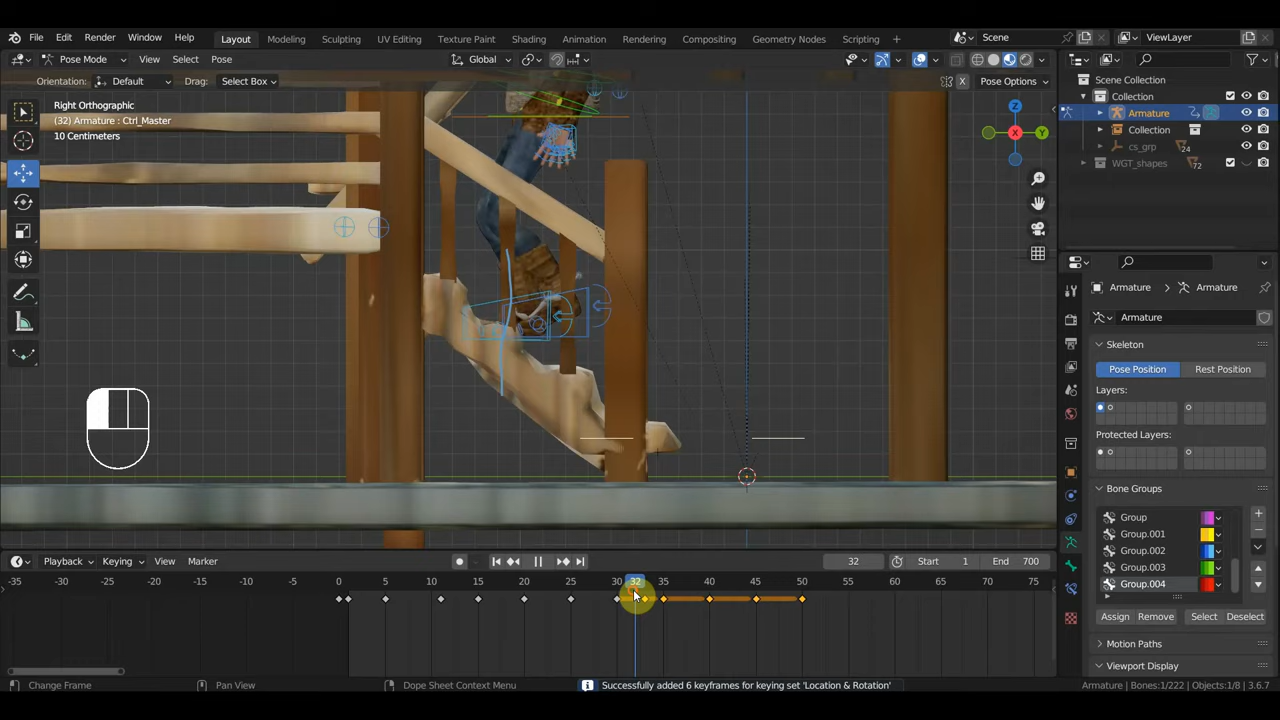 File Edit Render Window Help Layout Modeling Sculpting UV Editing Texture Paint Shading Animation Rendering Compositing Geometry Nodes Scripting + Scene ViewLayer
Pose Mode View Select Pose Global
Orientation: Default Drag: Select Box X Pose Options
Right Orthographic
(32) Armature : Ctrl_Master
10 Centimeters
Z
X
Y
Scene Collection
Collection
Armature
Collection
cs_grp 24
WGT_shapes 72
Armature Armature
Armature
Skeleton
Pose Position Rest Position
Layers:
Protected Layers:
Bone Groups
Group
Group.001
Group.002
Group.003
Group.004
Assign Remove Select Deselect
Motion Paths
Viewport Display
Playback Keying View Marker 32 Start 1 End 700
-35 -30 -25 -20 -15 -10 -5 0 5 10 15 20 25 30 32 35 40 45 50 55 60 65 70 75
Change Frame Pan View Dope Sheet Context Menu Successfully added 6 keyframes for keying set 'Location & Rotation' Armature | Bones:1/222 | Objects:1/8 | 3.6.7